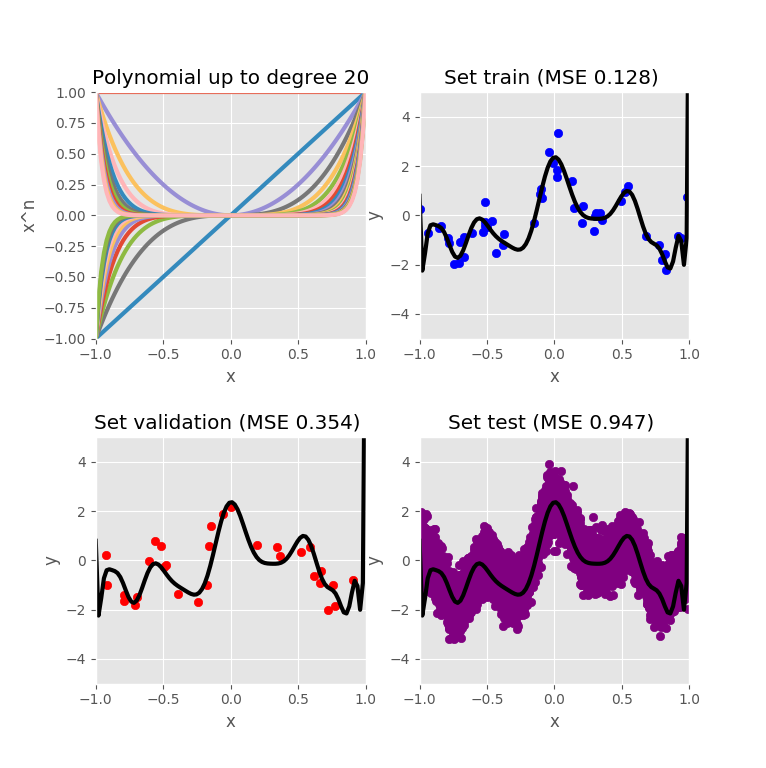 Polynomial up to degree 20
1.00
0.75
0.50
0.25
0.00
−0.25
−0.50
−0.75
−1.00
x^n
−1.0 −0.5 0.0 0.5 1.0
x
Set train (MSE 0.128)
4
2
0
−2
−4
y
−1.0 −0.5 0.0 0.5 1.0
x
Set validation (MSE 0.354)
4
2
0
−2
−4
y
−1.0 −0.5 0.0 0.5 1.0
x
Set test (MSE 0.947)
4
2
0
−2
−4
y
−1.0 −0.5 0.0 0.5 1.0
x